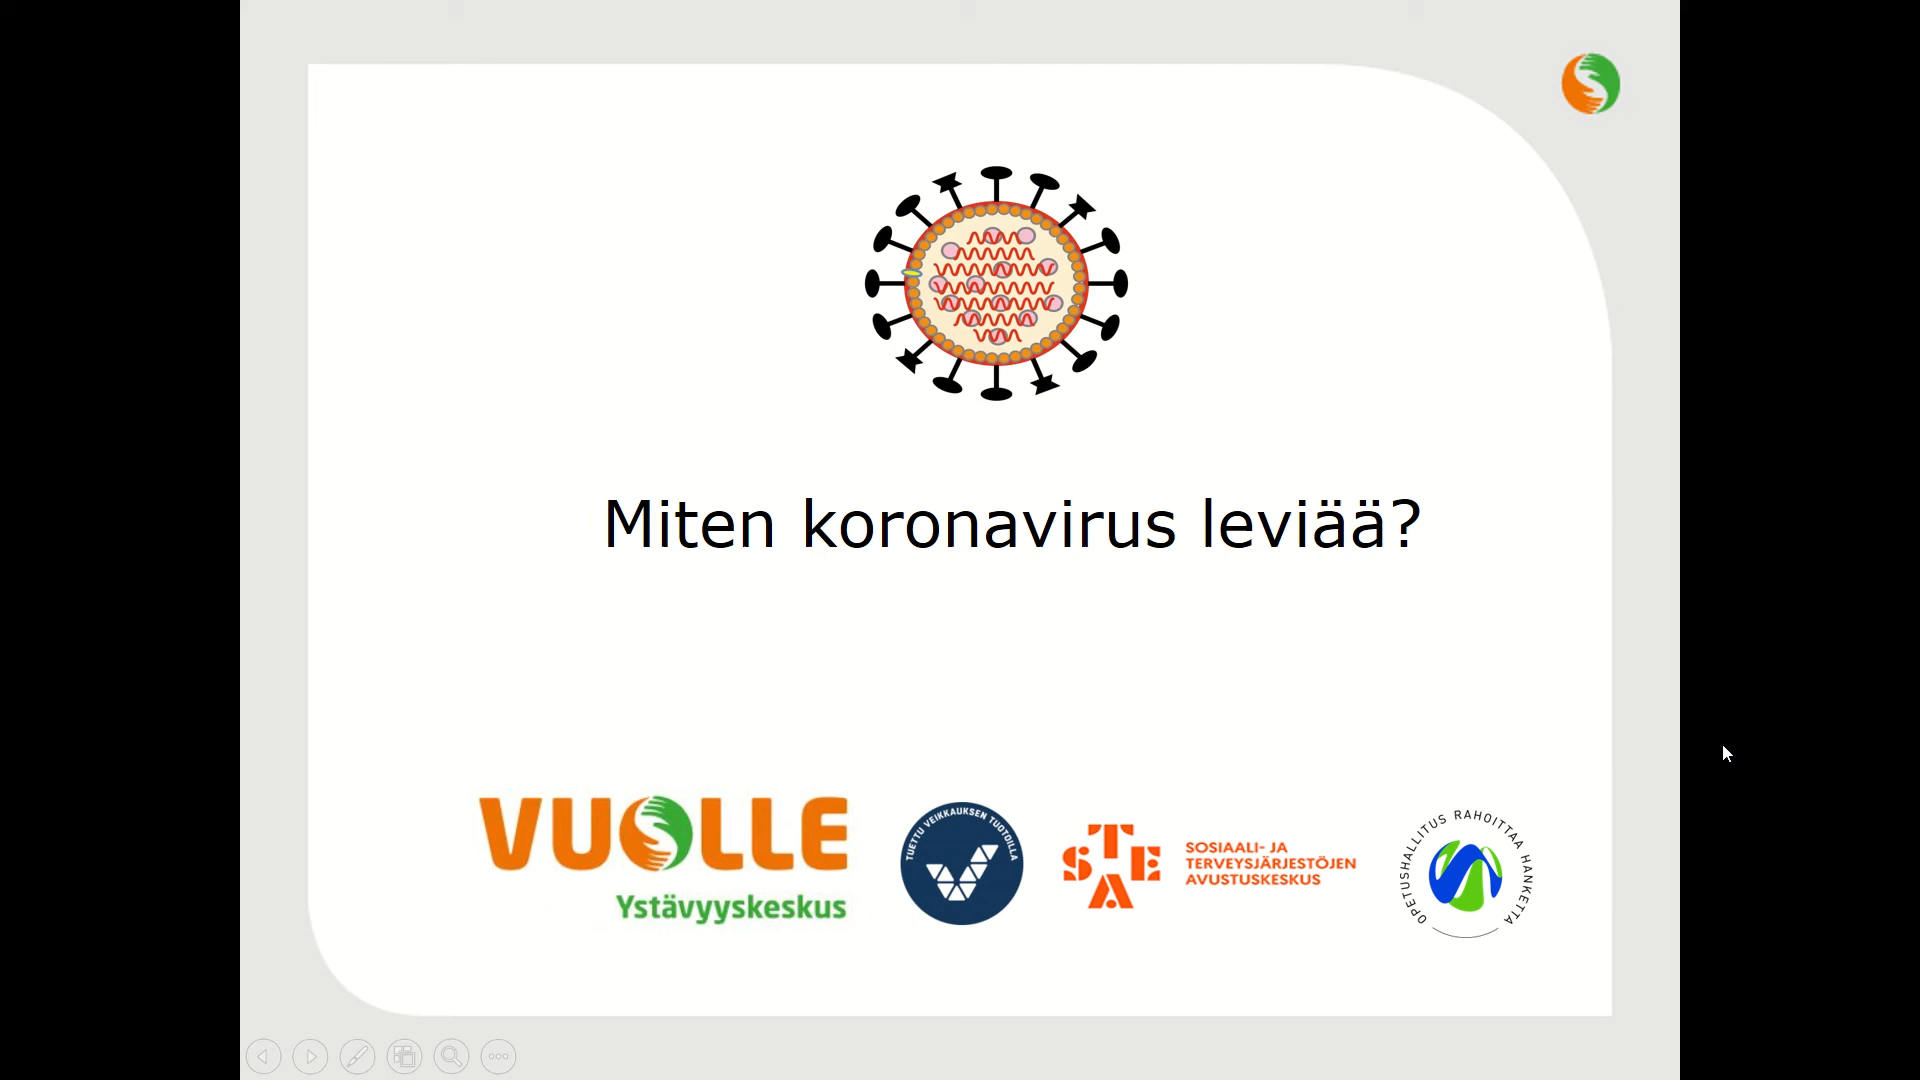 Miten koronavirus leviää?
VUOLLE
Ystävyyskeskus
TUETTU VEIKKAUKSEN TUOTOILLA
STEA
SOSIAALI- JA
TERVEYSJÄRJESTÖJEN
AVUSTUSKESKUS
OPETUSHALLITUS RAHOITTAA HANKETTA